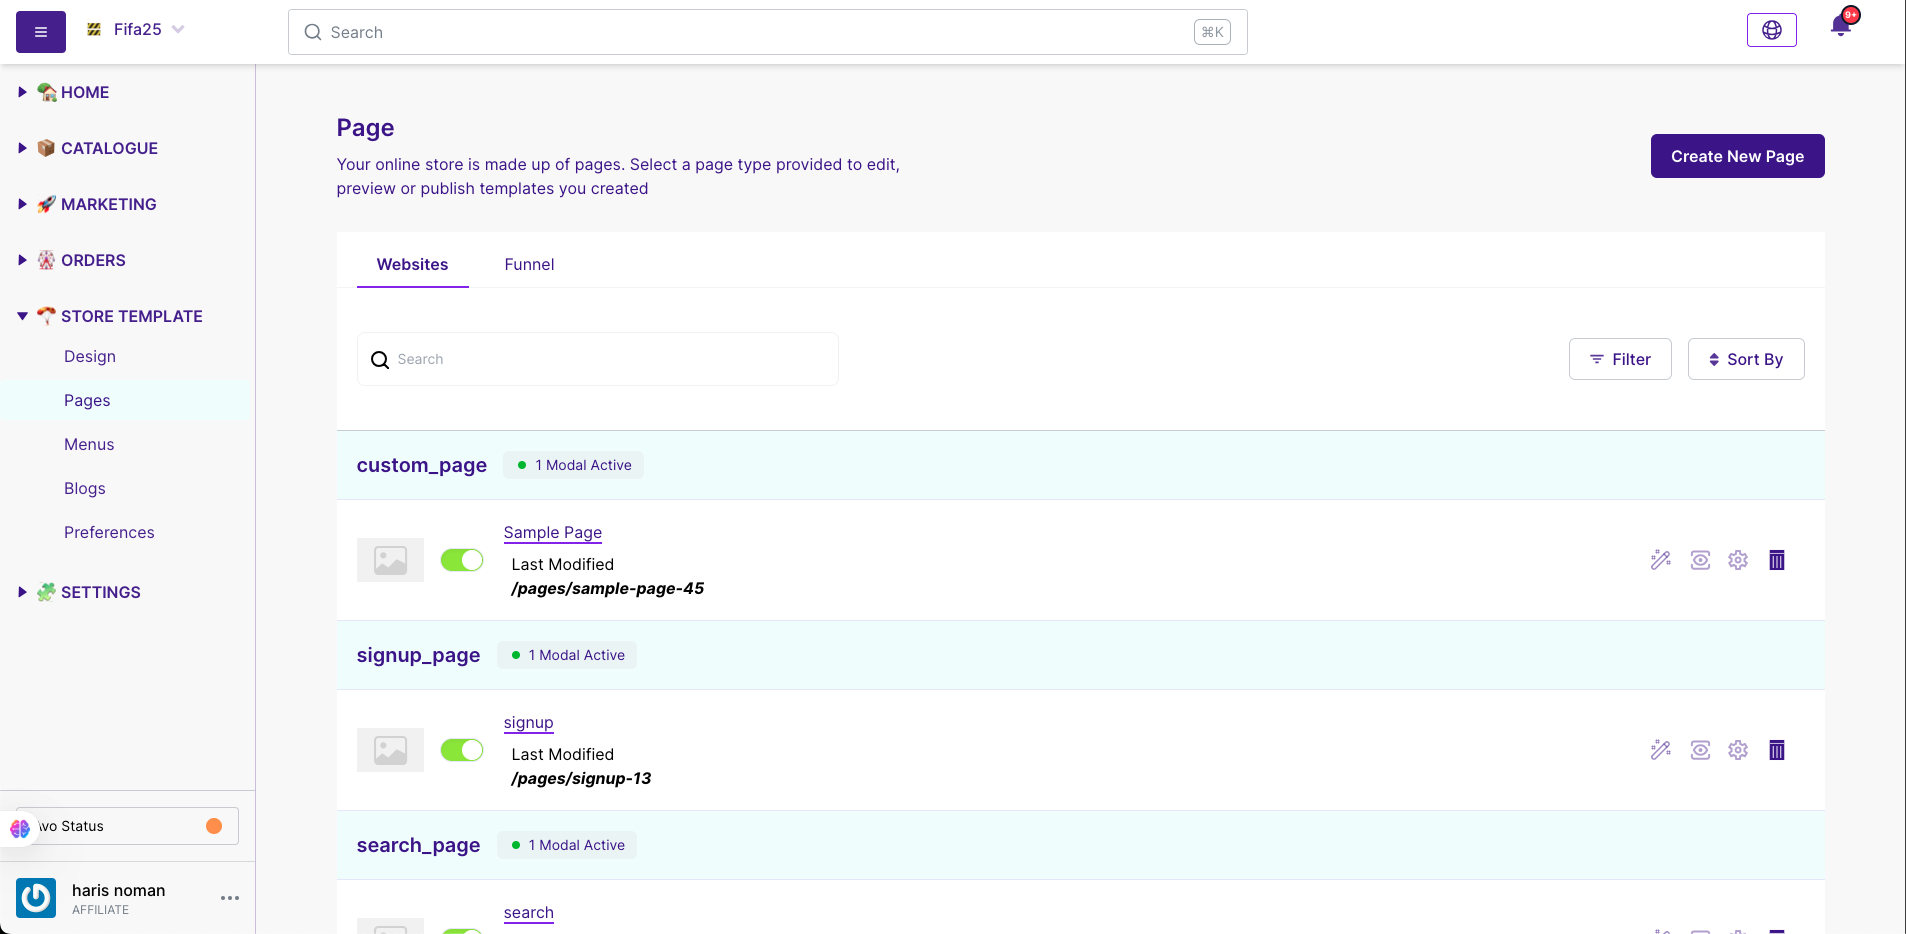 Fifa25
Search
⌘K
9+
HOME
CATALOGUE
MARKETING
ORDERS
STORE TEMPLATE
Design
Pages
Menus
Blogs
Preferences
SETTINGS
Status
haris noman
AFFILIATE
Page
Your online store is made up of pages. Select a page type provided to edit,
preview or publish templates you created
Create New Page
Websites
Funnel
Search
Filter
Sort By
custom_page
1 Modal Active
Sample Page
Last Modified
/pages/sample-page-45
signup_page
1 Modal Active
signup
Last Modified
/pages/signup-13
search_page
1 Modal Active
search